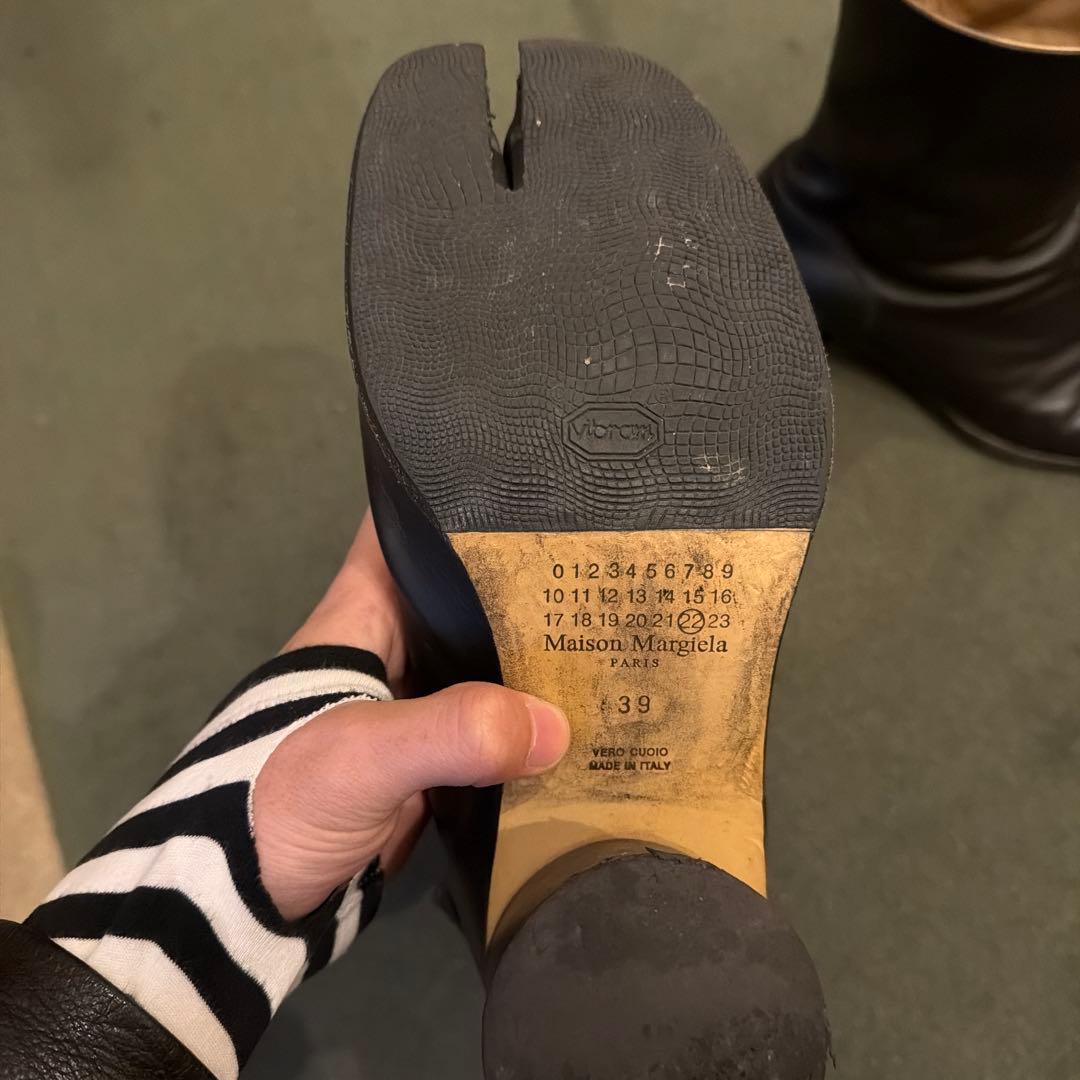 vibram
0 1 2 3 4 5 6 7 8 9
10 11 12 13 14 15 16
17 18 19 20 21 22 23
Maison Margiela
PARIS
39
VERO CUOIO
MADE IN ITALY